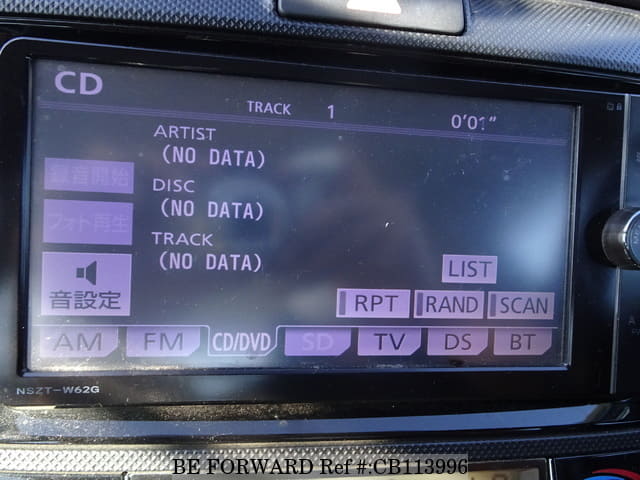 CD
TRACK 1 0'01"
ARTIST
(NO DATA)
録音開始
DISC
(NO DATA)
フォト再生
TRACK
(NO DATA)
LIST
音設定
RPT RAND SCAN
AM FM CD/DVD SD TV DS BT
NSZT-W62G
BE FORWARD Ref #:CB113996